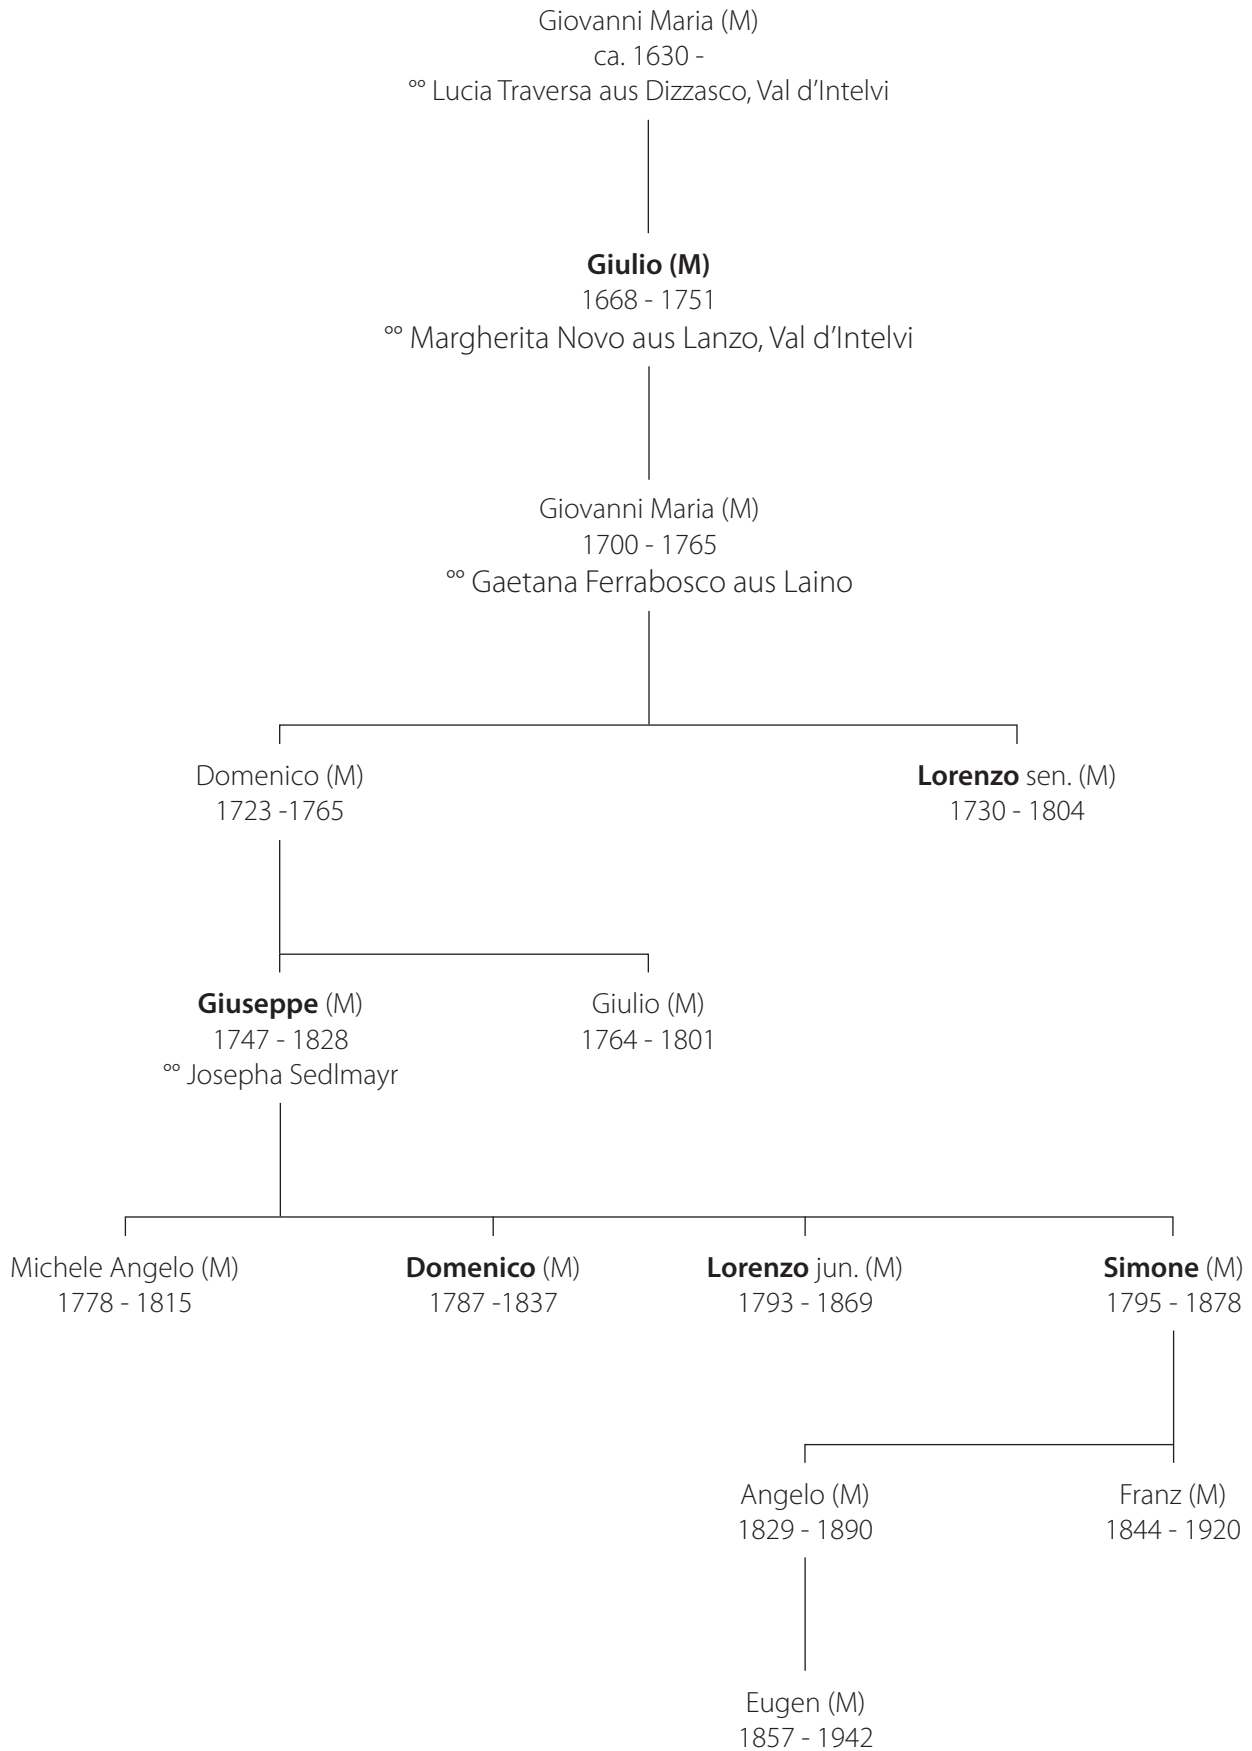 Giovanni Maria (M)
ca. 1630 -
°° Lucia Traversa aus Dizzasco, Val d’Intelvi
Giulio (M)
1668 - 1751
°° Margherita Novo aus Lanzo, Val d’Intelvi
Giovanni Maria (M)
1700 - 1765
°° Gaetana Ferrabosco aus Laino
Domenico (M)
1723 -1765
Lorenzo sen. (M)
1730 - 1804
Giuseppe (M)
1747 - 1828
°° Josepha Sedlmayr
Giulio (M)
1764 - 1801
Michele Angelo (M)
1778 - 1815
Domenico (M)
1787 -1837
Lorenzo jun. (M)
1793 - 1869
Simone (M)
1795 - 1878
Angelo (M)
1829 - 1890
Franz (M)
1844 - 1920
Eugen (M)
1857 - 1942